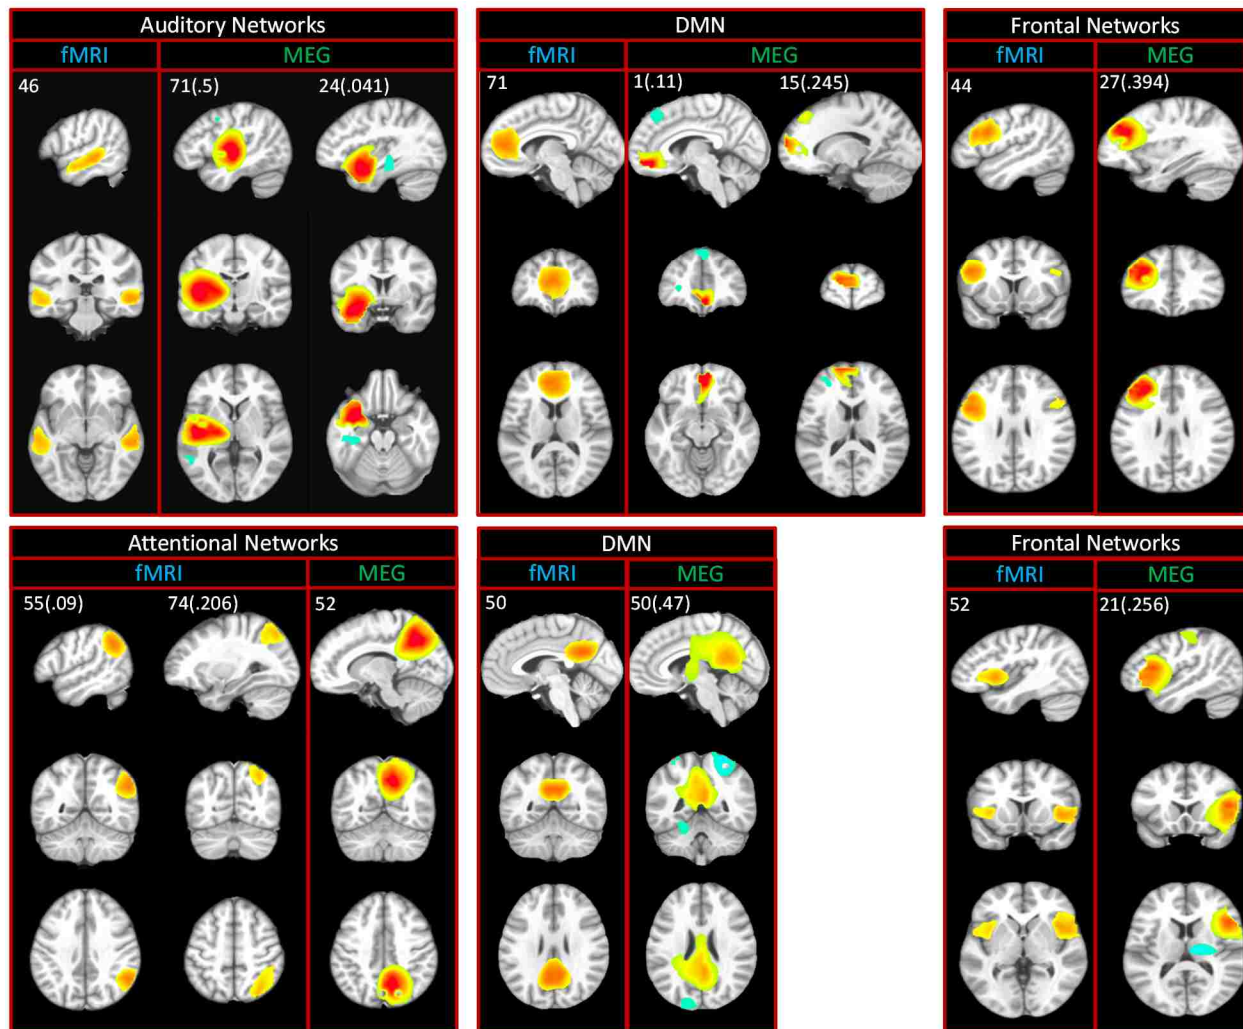 Auditory Networks
fMRI MEG
46 71(.5) 24(.041)
DMN
fMRI MEG
71 1(.11) 15(.245)
Frontal Networks
fMRI MEG
44 27(.394)
Attentional Networks
fMRI MEG
55(.09) 74(.206) 52
DMN
fMRI MEG
50 50(.47)
Frontal Networks
fMRI MEG
52 21(.256)